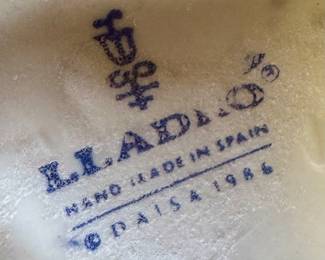 LLADRÓ ®
HAND MADE IN SPAIN
© DAISA 1986